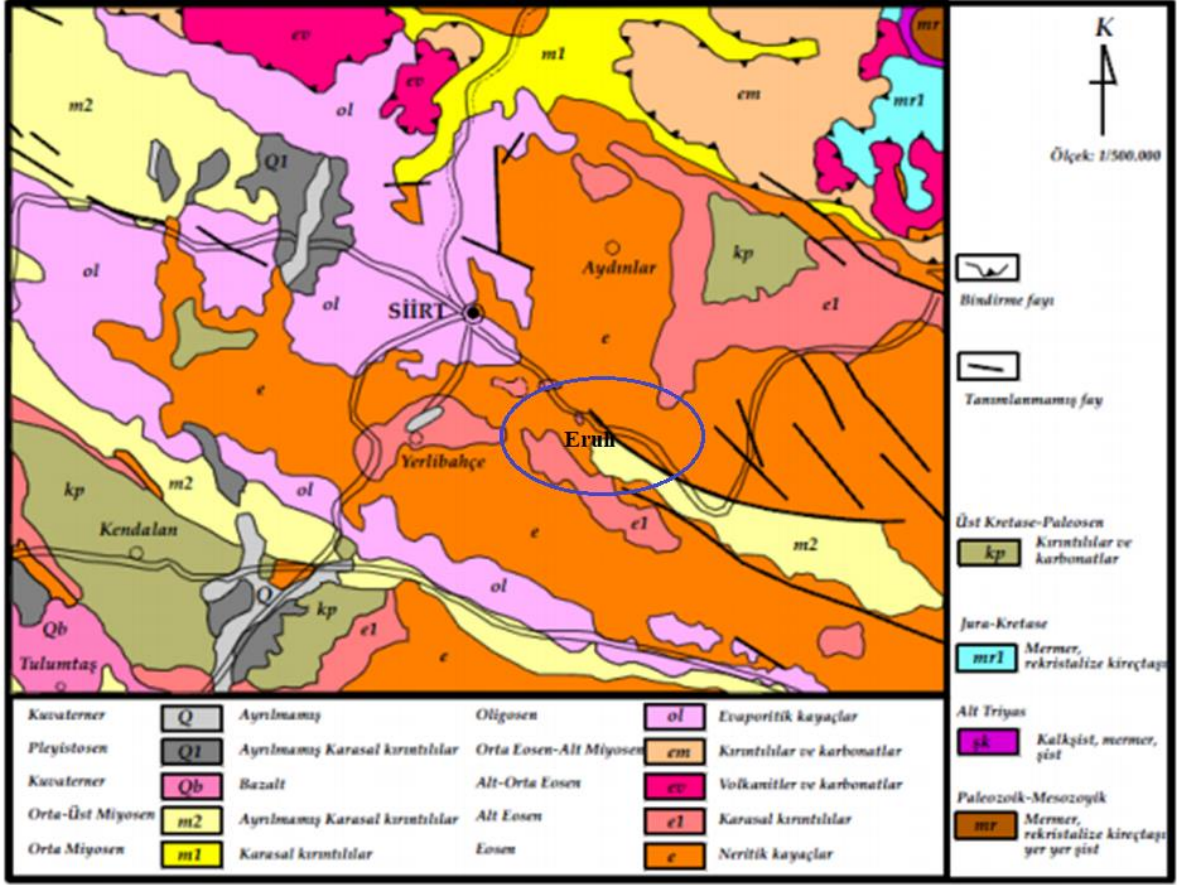 ev
m1
mr
ev
em
m2
ol
mr1
Q1
Aydınlar
kp
ol
ol
SİİRT
e1
e
e
Eruh
Yerlibahçe
m2
kp
ol
e1
Kendalan
e
m2
ol
Q
kp
Qb
e1
e
Tulumtaş
K
Ölçek: 1/500.000
Bindirme fayı
Tanımlanmamış fay
Üst Kretase-Paleosen
kp Kırıntılılar ve
karbonatlar
Jura-Kretase
mr1 Mermer,
rekristalize kireçtaşı
Alt Triyas
şk Kalkşist, mermer,
şist
Paleozoik-Mesozoyik
mr Mermer,
rekristalize kireçtaşı
yer yer şist
Kuvaterner Q Ayrılmamış
Pleyistosen Q1 Ayrılmamış Karasal kırıntılılar
Kuvaterner Qb Bazalt
Orta-Üst Miyosen m2 Ayrılmamış Karasal kırıntılılar
Orta Miyosen m1 Karasal kırıntılılar
Oligosen ol Evaporitik kayaçlar
Orta Eosen-Alt Miyosen em Kırıntılılar ve karbonatlar
Alt-Orta Eosen ev Volkanitler ve karbonatlar
Alt Eosen e1 Karasal kırıntılılar
Eosen e Neritik kayaçlar